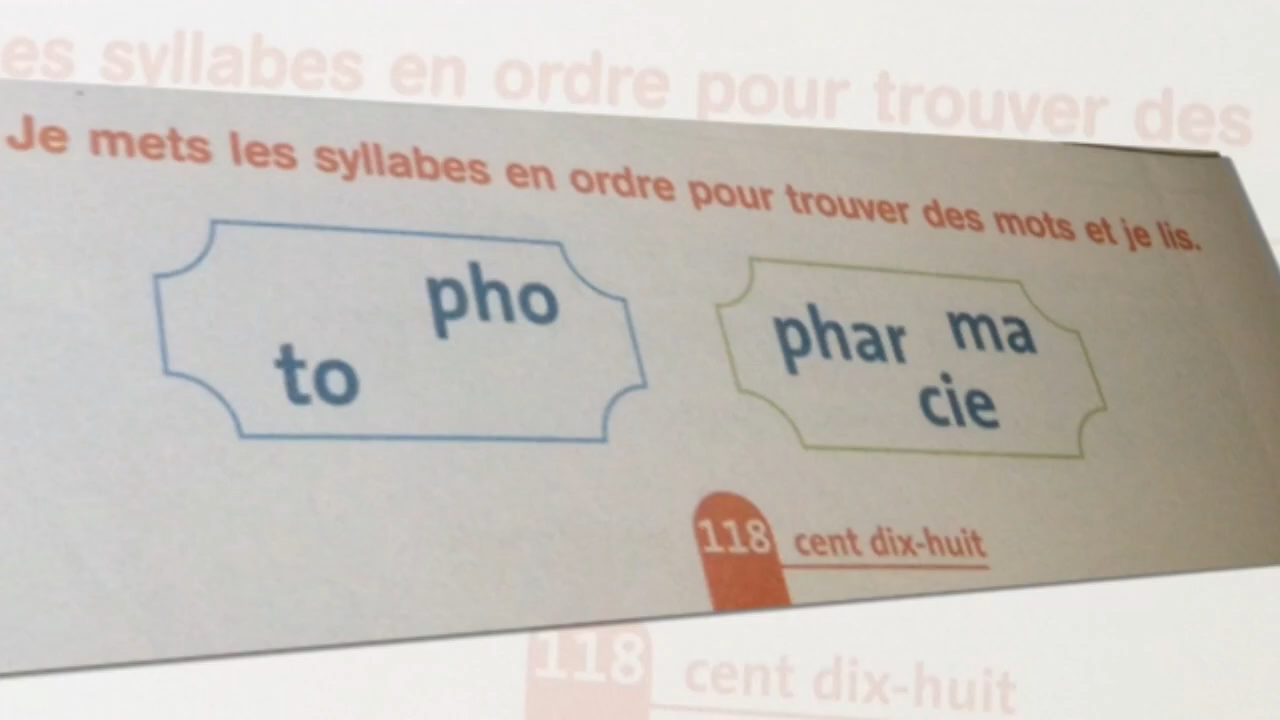 es syllabes en ordre pour trouver des
Je mets les syllabes en ordre pour trouver des mots et je lis.
pho
to
phar ma
cie
118 cent dix-huit
118 cent dix-huit